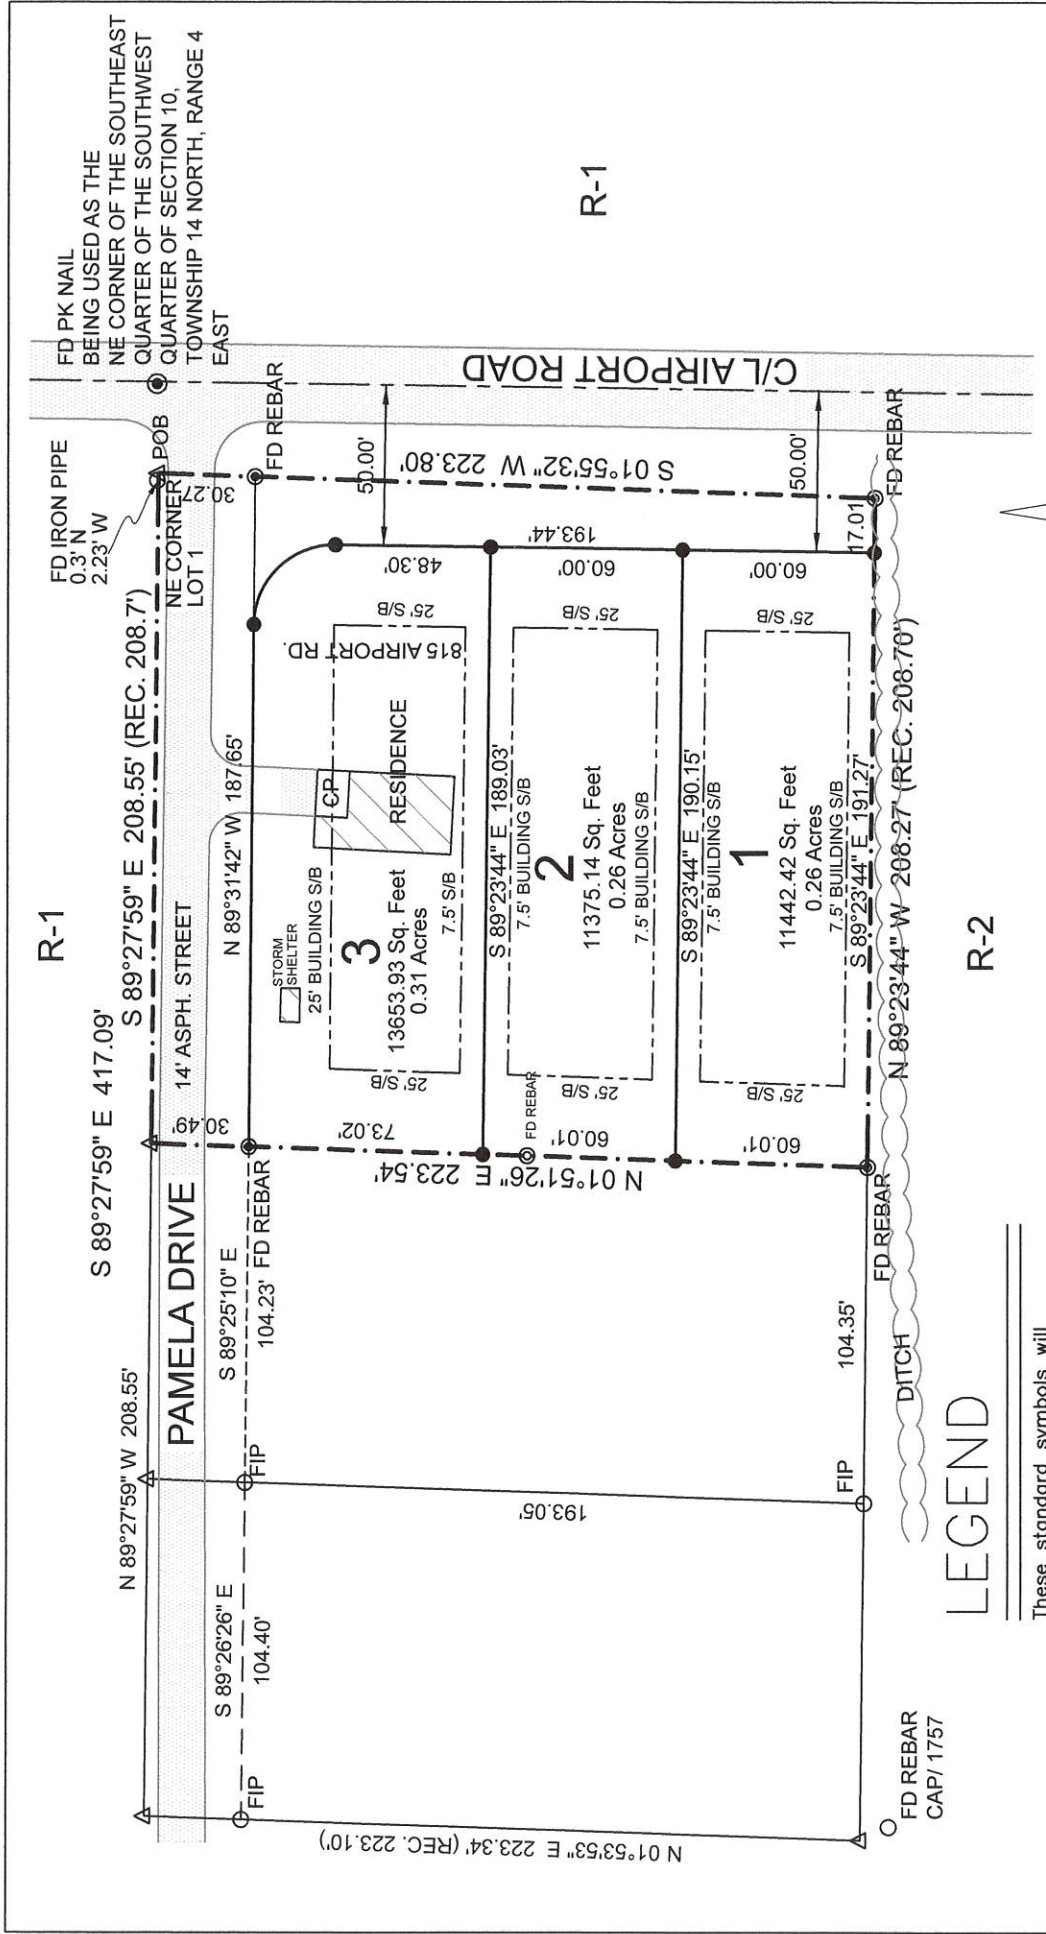 R-1
FD PK NAIL
BEING USED AS THE
NE CORNER OF THE SOUTHEAST
QUARTER OF THE SOUTHWEST
QUARTER OF SECTION 10,
TOWNSHIP 14 NORTH, RANGE 4
EAST
FD IRON PIPE
0.3' N
2.23' W
POB
NE CORNER
LOT 1
S 89°27'59" E 417.09'
N 89°27'59" W 208.55'
S 89°27'59" E 208.55' (REC. 208.7')
PAMELA DRIVE
14' ASPH. STREET
30.49'
30.27'
FD REBAR
S 89°26'26" E
104.40'
S 89°25'10" E
104.23'
FD REBAR
N 89°31'42" W 187.65'
FIP
FIP
STORM
SHELTER
25' BUILDING S/B
3
13653.93 Sq. Feet
0.31 Acres
7.5' S/B
25' S/B
CP
RESIDENCE
815 AIRPORT RD.
25' S/B
48.30'
50.00'
73.02'
S 89°23'44" E 189.03'
7.5' BUILDING S/B
2
11375.14 Sq. Feet
0.26 Acres
7.5' BUILDING S/B
25' S/B
25' S/B
FD REBAR
60.01'
60.00'
193.44'
S 01°55'32" W 223.80'
C/L AIRPORT ROAD
R-1
N 01°51'26" E 223.54'
S 89°23'44" E 190.15'
7.5' BUILDING S/B
1
11442.42 Sq. Feet
0.26 Acres
7.5' BUILDING S/B
25' S/B
25' S/B
60.01'
60.00'
50.00'
17.01
S 89°23'44" E 191.27'
N 89°23'44" W 208.27' (REC. 208.70')
FD REBAR
FD REBAR
193.05'
N 01°53'53" E 223.34' (REC. 223.10')
104.35'
FIP
DITCH
FD REBAR
CAP/ 1757
R-2
LEGEND
These standard symbols will